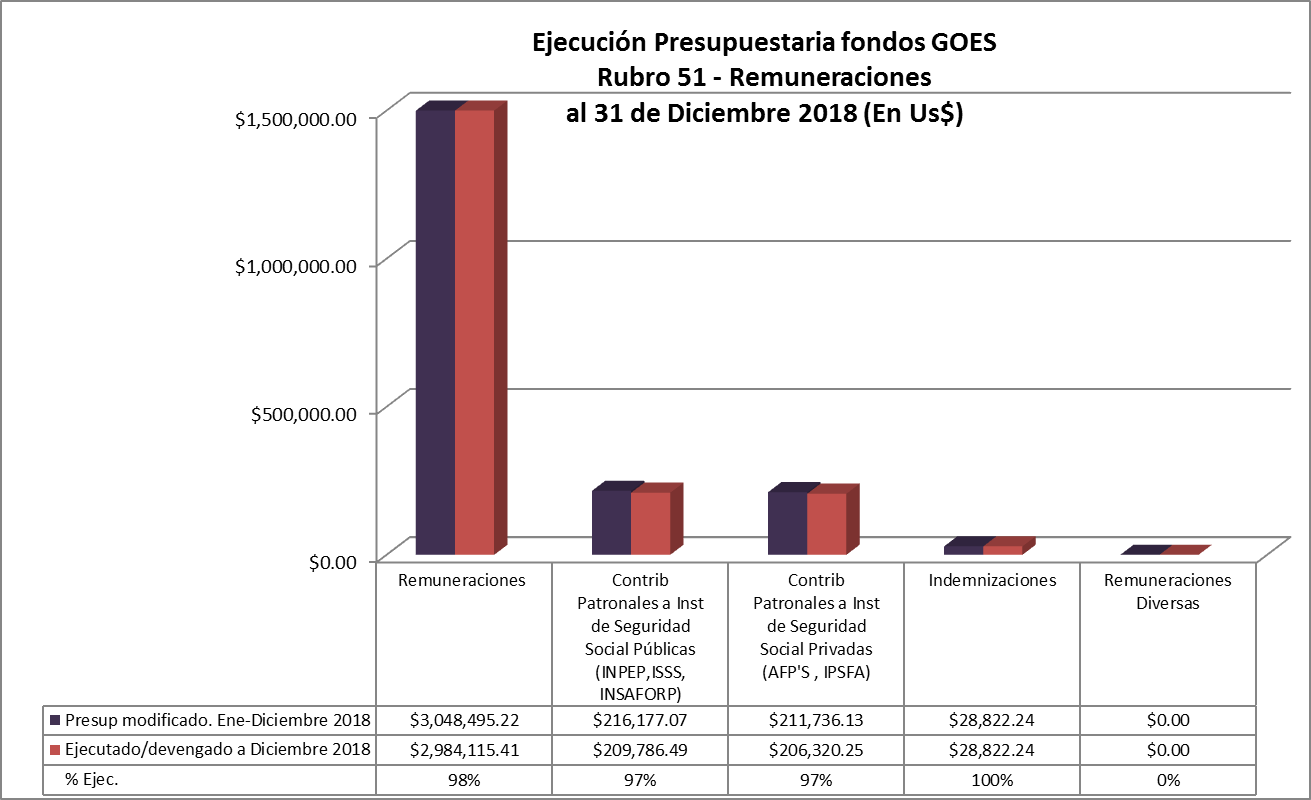 Ejecución Presupuestaria fondos GOES
Rubro 51 - Remuneraciones
al 31 de Diciembre 2018 (En Us$)
$1,500,000.00
$1,000,000.00
$500,000.00
$0.00
Remuneraciones
Contrib
Patronales a Inst
de Seguridad
Social Públicas
(INPEP,ISSS,
INSAFORP)
Contrib
Patronales a Inst
de Seguridad
Social Privadas
(AFP'S , IPSFA)
Indemnizaciones
Remuneraciones
Diversas
Presup modificado. Ene-Diciembre 2018 $3,048,495.22 $216,177.07 $211,736.13 $28,822.24 $0.00
Ejecutado/devengado a Diciembre 2018 $2,984,115.41 $209,786.49 $206,320.25 $28,822.24 $0.00
% Ejec. 98% 97% 97% 100% 0%